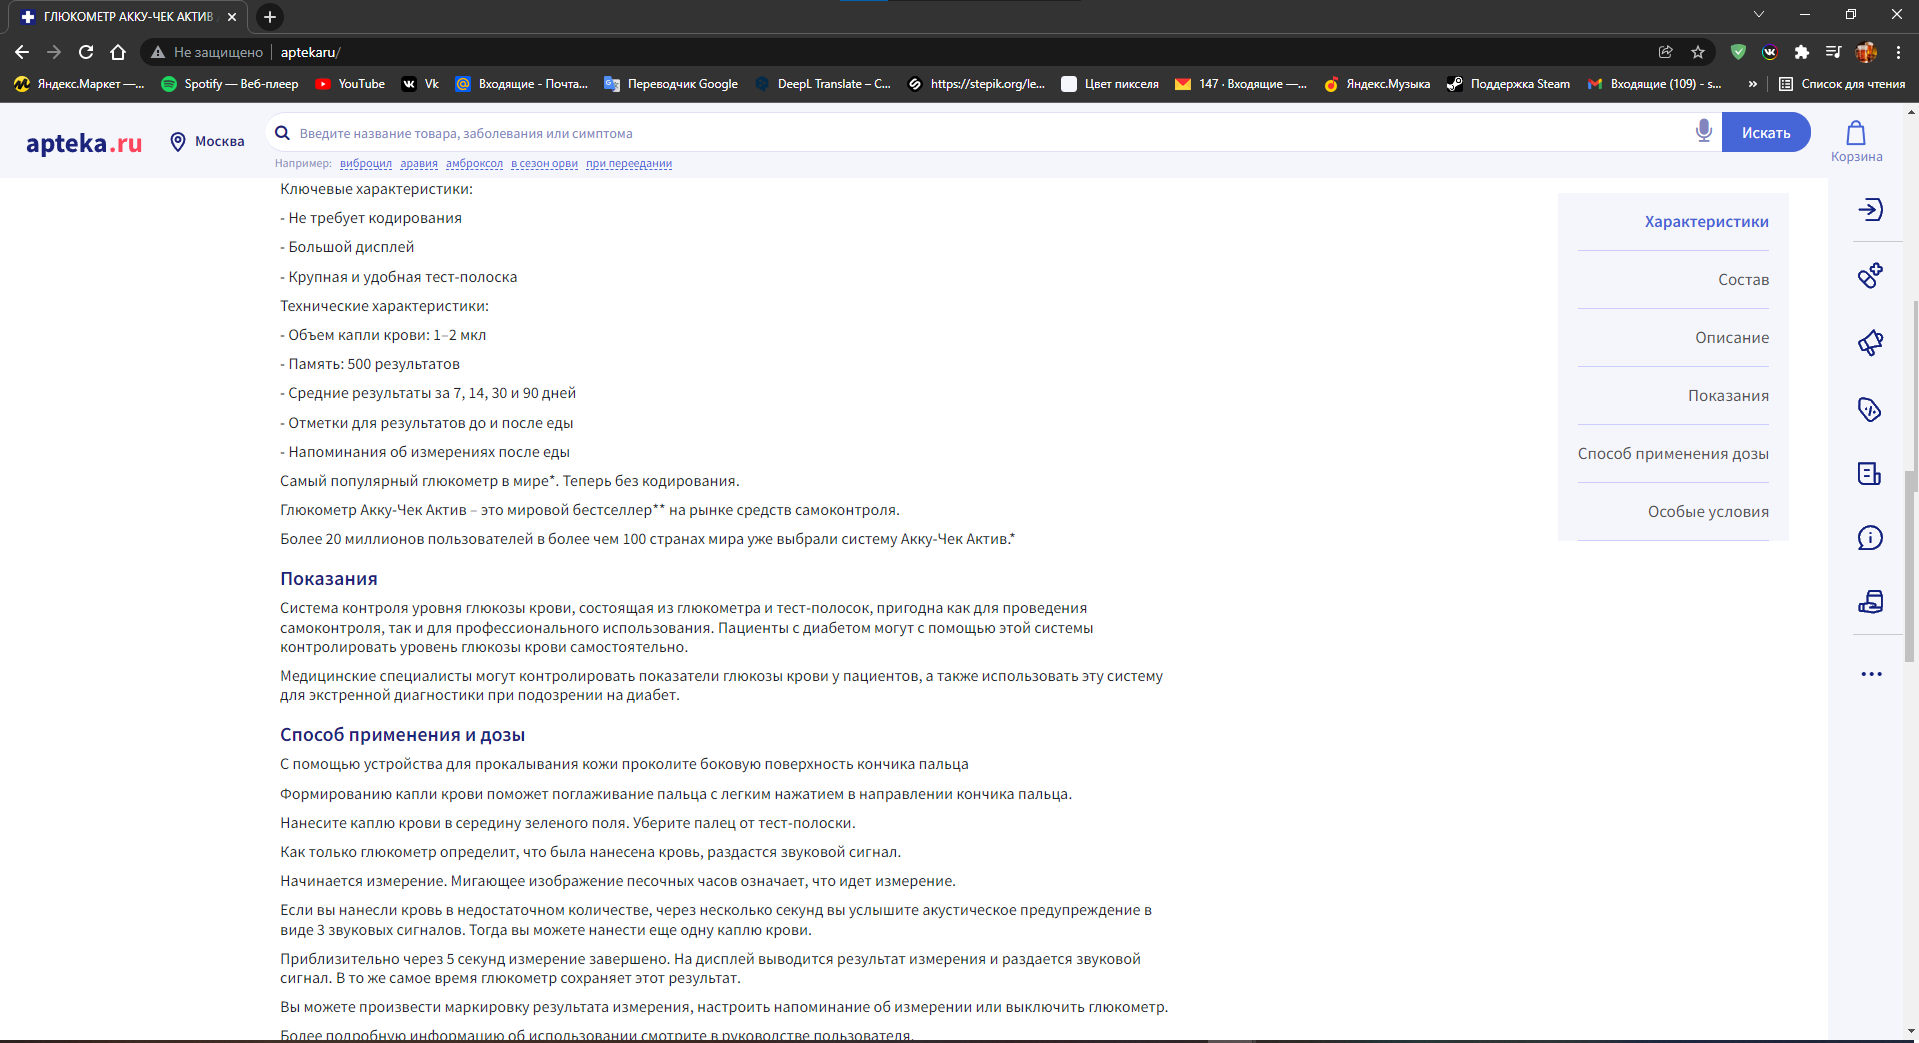 ГЛЮКОМЕТР АККУ-ЧЕК АКТИВ
Не защищено
aptekaru/
Яндекс.Маркет —...
Spotify — Веб-плеер
YouTube
Vk
Входящие - Почта...
Переводчик Google
DeepL Translate – C...
https://stepik.org/le...
Цвет пикселя
147 · Входящие —...
Яндекс.Музыка
Поддержка Steam
Входящие (109) - s...
»
Список для чтения
apteka.ru
Москва
Введите название товара, заболевания или симптома
Искать
Корзина
Например: виброцил аравия амброксол в сезон орви при переедании
Ключевые характеристики:
- Не требует кодирования
- Большой дисплей
- Крупная и удобная тест-полоска
Технические характеристики:
- Объем капли крови: 1–2 мкл
- Память: 500 результатов
- Средние результаты за 7, 14, 30 и 90 дней
- Отметки для результатов до и после еды
- Напоминания об измерениях после еды
Самый популярный глюкометр в мире*. Теперь без кодирования.
Глюкометр Акку-Чек Актив – это мировой бестселлер** на рынке средств самоконтроля.
Более 20 миллионов пользователей в более чем 100 странах мира уже выбрали систему Акку-Чек Актив.*
Показания
Система контроля уровня глюкозы крови, состоящая из глюкометра и тест-полосок, пригодна как для проведения
самоконтроля, так и для профессионального использования. Пациенты с диабетом могут с помощью этой системы
контролировать уровень глюкозы крови самостоятельно.
Медицинские специалисты могут контролировать показатели глюкозы крови у пациентов, а также использовать эту систему
для экстренной диагностики при подозрении на диабет.
Способ применения и дозы
С помощью устройства для прокалывания кожи проколите боковую поверхность кончика пальца
Формированию капли крови поможет поглаживание пальца с легким нажатием в направлении кончика пальца.
Нанесите каплю крови в середину зеленого поля. Уберите палец от тест-полоски.
Как только глюкометр определит, что была нанесена кровь, раздастся звуковой сигнал.
Начинается измерение. Мигающее изображение песочных часов означает, что идет измерение.
Если вы нанесли кровь в недостаточном количестве, через несколько секунд вы услышите акустическое предупреждение в
виде 3 звуковых сигналов. Тогда вы можете нанести еще одну каплю крови.
Приблизительно через 5 секунд измерение завершено. На дисплей выводится результат измерения и раздается звуковой
сигнал. В то же самое время глюкометр сохраняет этот результат.
Вы можете произвести маркировку результата измерения, настроить напоминание об измерении или выключить глюкометр.
Более подробную информацию об использовании смотрите в руководстве пользователя.
Характеристики
Состав
Описание
Показания
Способ применения дозы
Особые условия